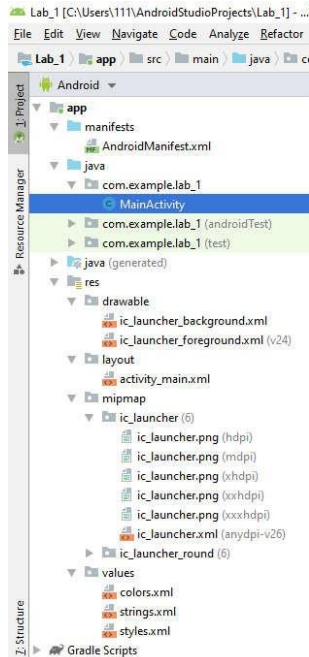 Lab_1 [C:\Users\111\AndroidStudioProjects\Lab_1] - ...
File Edit View Navigate Code Analyze Refactor
Lab_1 app src main java
Android
1: Project
Resource Manager
app
manifests
AndroidManifest.xml
java
com.example.lab_1
MainActivity
com.example.lab_1 (androidTest)
com.example.lab_1 (test)
java (generated)
res
drawable
ic_launcher_background.xml
ic_launcher_foreground.xml (v24)
layout
activity_main.xml
mipmap
ic_launcher (6)
ic_launcher.png (hdpi)
ic_launcher.png (mdpi)
ic_launcher.png (xhdpi)
ic_launcher.png (xxhdpi)
ic_launcher.png (xxxhdpi)
ic_launcher.xml (anydpi-v26)
ic_launcher_round (6)
values
colors.xml
strings.xml
styles.xml
Gradle Scripts
7: Structure